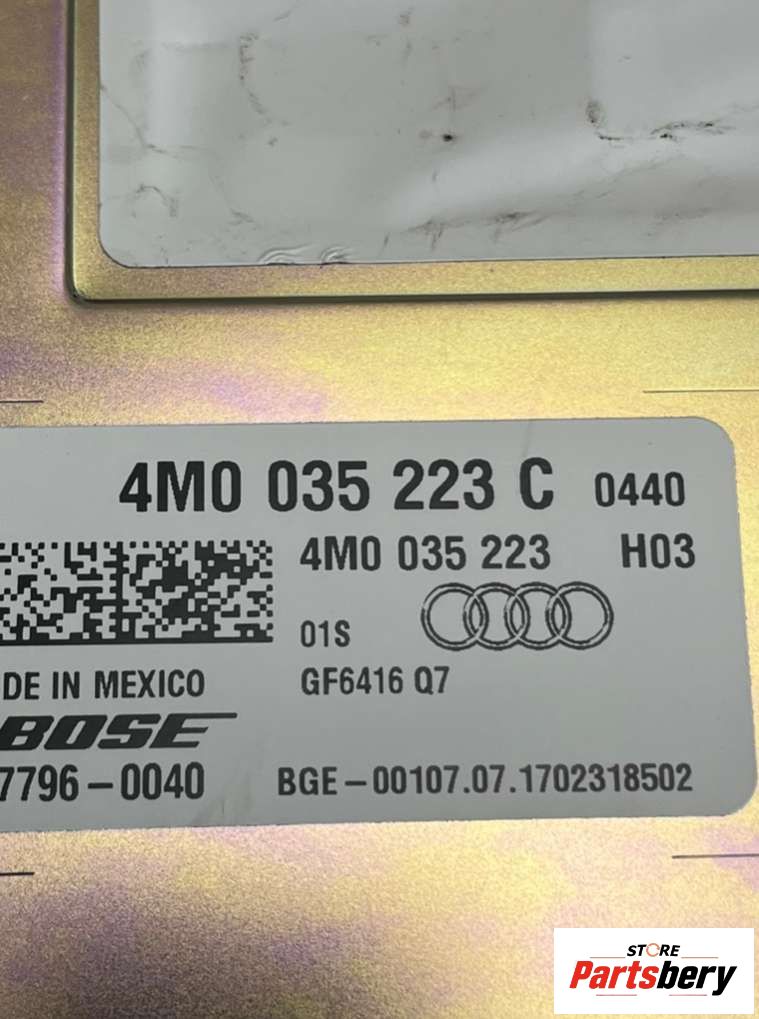 4M0 035 223 C 0440
4M0 035 223 H03
01S
DE IN MEXICO GF6416 Q7
BOSE
7796-0040 BGE-00107.07.1702318502
STORE
Partsbery